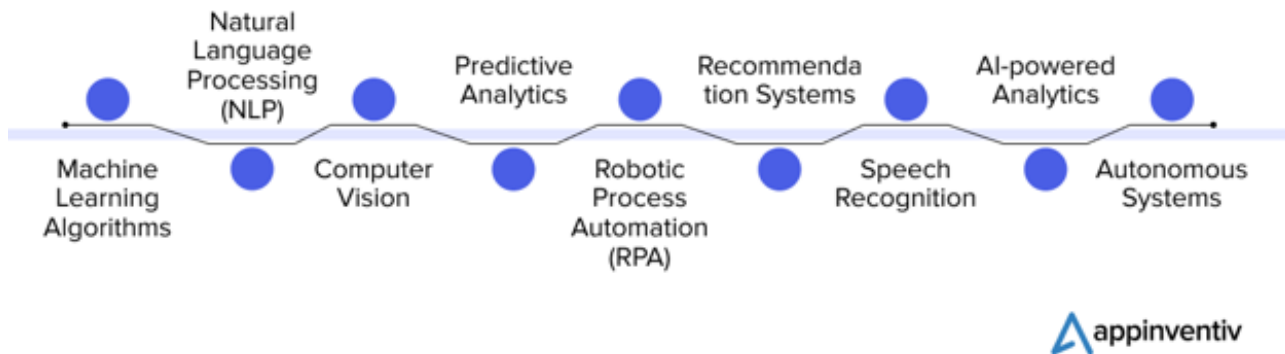 Machine
Learning
Algorithms
Natural
Language
Processing
(NLP)
Computer
Vision
Predictive
Analytics
Robotic
Process
Automation
(RPA)
Recommenda
tion Systems
Speech
Recognition
AI-powered
Analytics
Autonomous
Systems
appinventiv